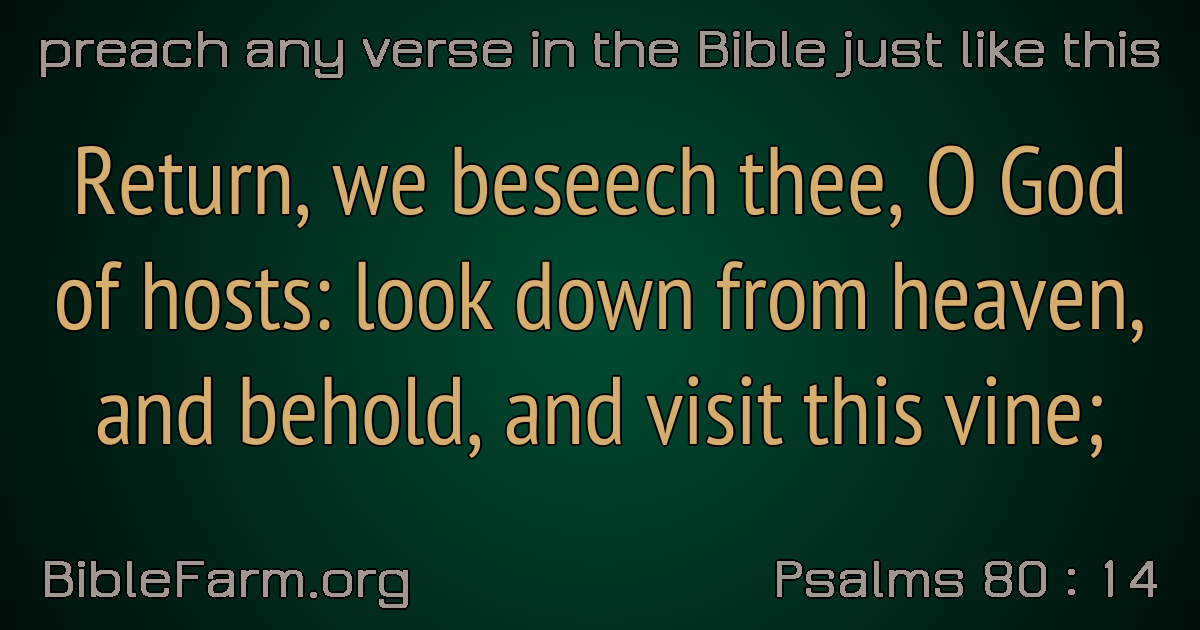 preach any verse in the Bible just like this
Return, we beseech thee, O God
of hosts: look down from heaven,
and behold, and visit this vine;
BibleFarm.org
Psalms 80 : 14